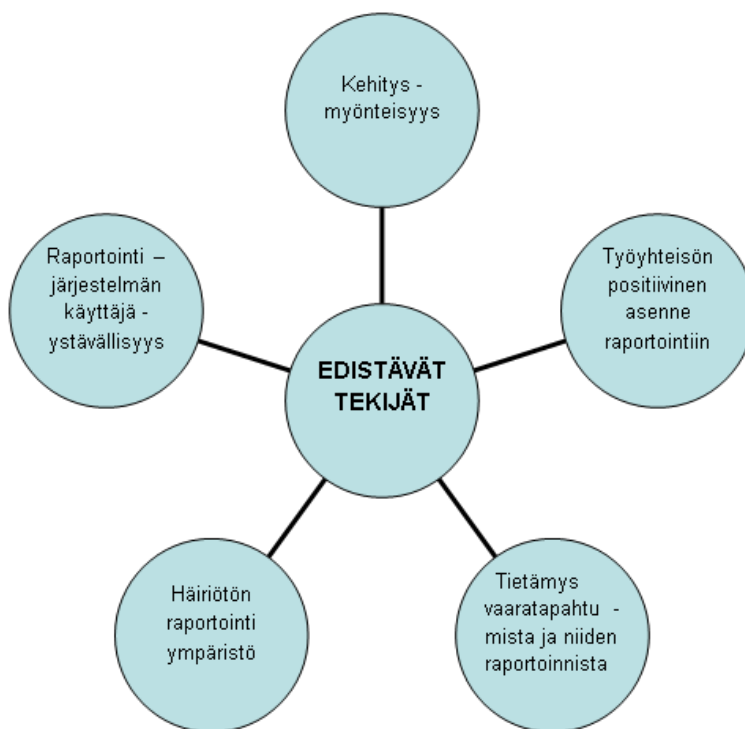 Kehitys -
myönteisyys
Raportointi –
järjestelmän
käyttäjä -
ystävällisyys
Työyhteisön
positiivinen
asenne
raportointiin
EDISTÄVÄT
TEKIJÄT
Häiriötön
raportointi
ympäristö
Tietämys
vaaratapahtu -
mista ja niiden
raportoinnista